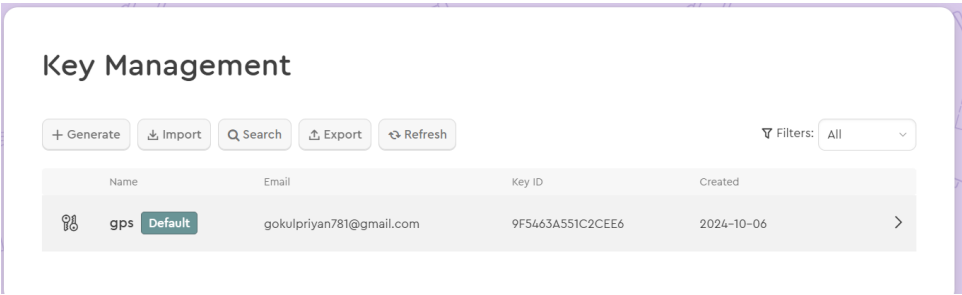 Key Management
+ Generate Import Search Export Refresh Filters: All
Name Email Key ID Created
gps Default gokulpriyan781@gmail.com 9F5463A551C2CEE6 2024-10-06